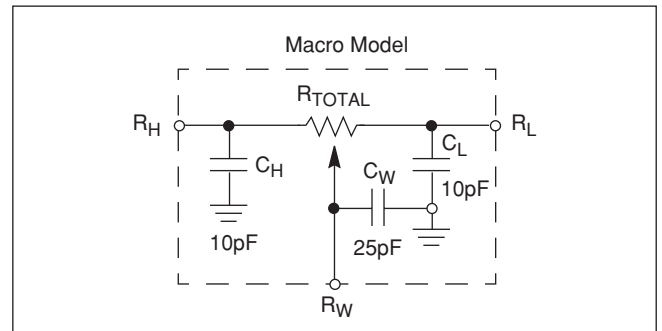 Macro Model
R_TOTAL
R_H
R_L
C_H
C_L
C_W
10pF
10pF
25pF
R_W